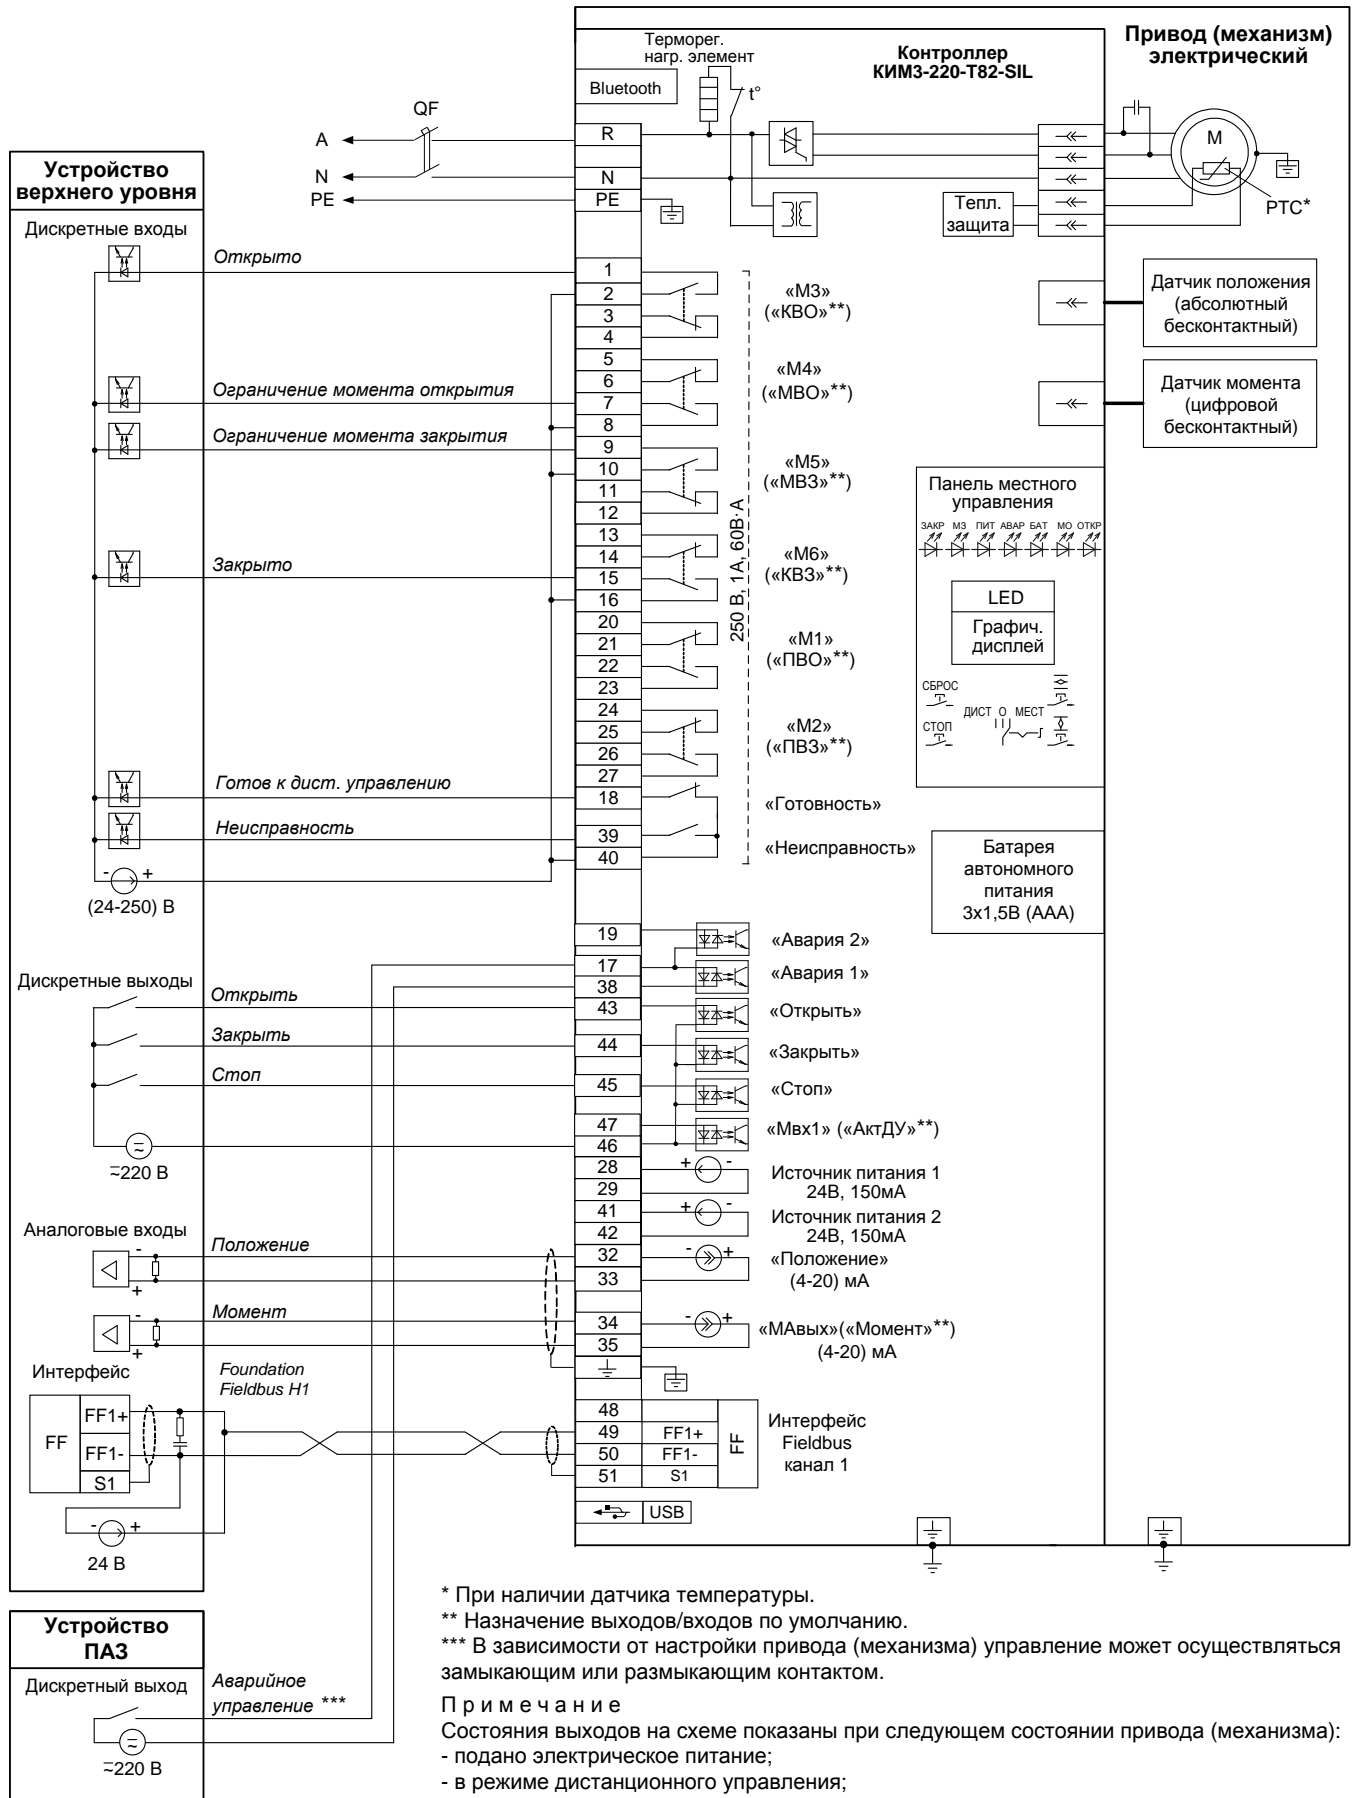 Привод (механизм)
электрический
Контроллер
КИМ3-220-Т82-SIL
Терморег.
нагр. элемент
Bluetooth
t°
QF
A
R
N
N
PE
PE
M
Тепл.
защита
PTC*
Устройство
верхнего уровня
Дискретные входы
Открыто
1
2
3
4
«М3»
(«КВО»**)
Датчик положения
(абсолютный
бесконтактный)
5
6
7
8
«М4»
(«МВО»**)
Ограничение момента открытия
Датчик момента
(цифровой
бесконтактный)
Ограничение момента закрытия
9
10
11
12
«М5»
(«МВЗ»**)
250 В, 1А, 60В·А
Панель местного
управления
ЗАКР МЗ ПИТ АВАР БАТ МО ОТКР
13
14
15
16
«М6»
(«КВЗ»**)
Закрыто
LED
Графич.
дисплей
20
21
22
23
«М1»
(«ПВО»**)
СБРОС
ДИСТ О МЕСТ
СТОП
24
25
26
27
«М2»
(«ПВЗ»**)
Готов к дист. управлению
18
«Готовность»
Неисправность
39
40
«Неисправность»
Батарея
автономного
питания
3x1,5В (ААА)
- +
(24-250) В
19
«Авария 2»
17
38
«Авария 1»
Дискретные выходы
Открыть
43
«Открыть»
Закрыть
44
«Закрыть»
Стоп
45
«Стоп»
47
46
«Мвх1» («АктДУ»**)
≂220 В
28
29
+ -
Источник питания 1
24В, 150мА
41
42
+ -
Источник питания 2
24В, 150мА
Аналоговые входы
Положение
- +
32
33
- +
«Положение»
(4-20) мА
Момент
- +
34
35
- +
«МАвых»(«Момент»**)
(4-20) мА
Интерфейс
Foundation
Fieldbus H1
FF
FF1+
FF1-
S1
48
49 FF1+
50 FF1-
51 S1
FF
Интерфейс
Fieldbus
канал 1
USB
- +
24 В
* При наличии датчика температуры.
** Назначение выходов/входов по умолчанию.
*** В зависимости от настройки привода (механизма) управление может осуществляться
замыкающим или размыкающим контактом.
Устройство
ПАЗ
Дискретный выход
Аварийное
управление ***
≂220 В
П р и м е ч а н и е
Состояния выходов на схеме показаны при следующем состоянии привода (механизма):
- подано электрическое питание;
- в режиме дистанционного управления;